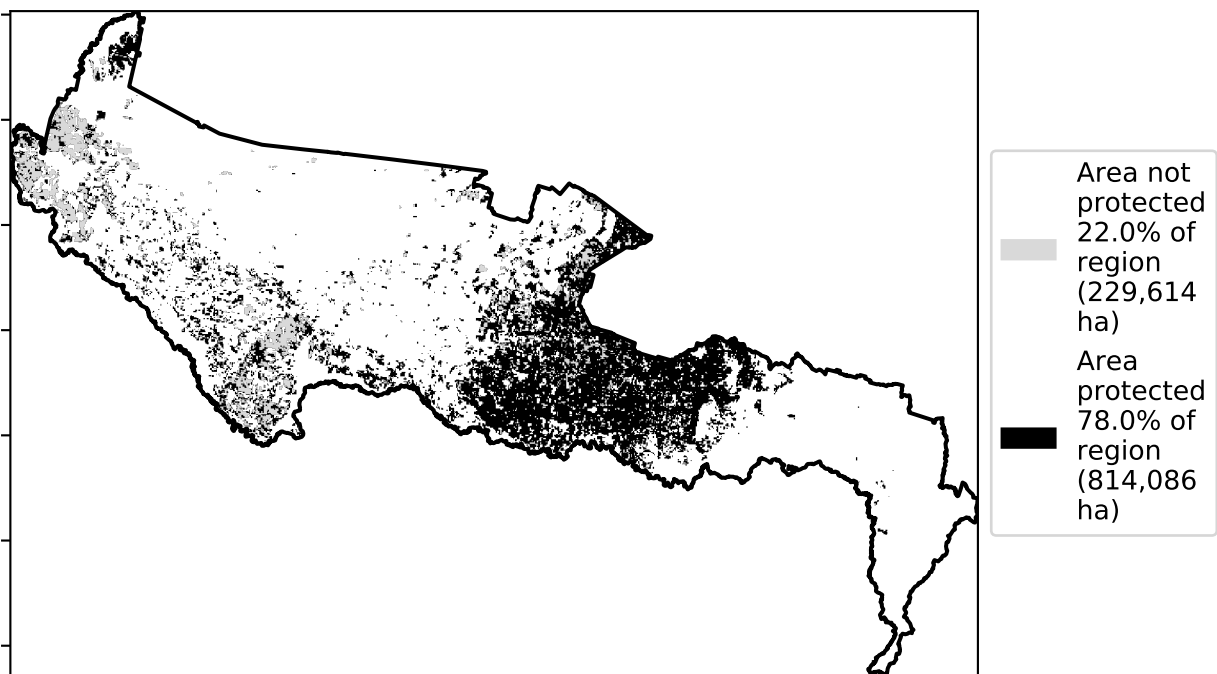 Area not
protected
22.0% of
region
(229,614
ha)
Area
protected
78.0% of
region
(814,086
ha)